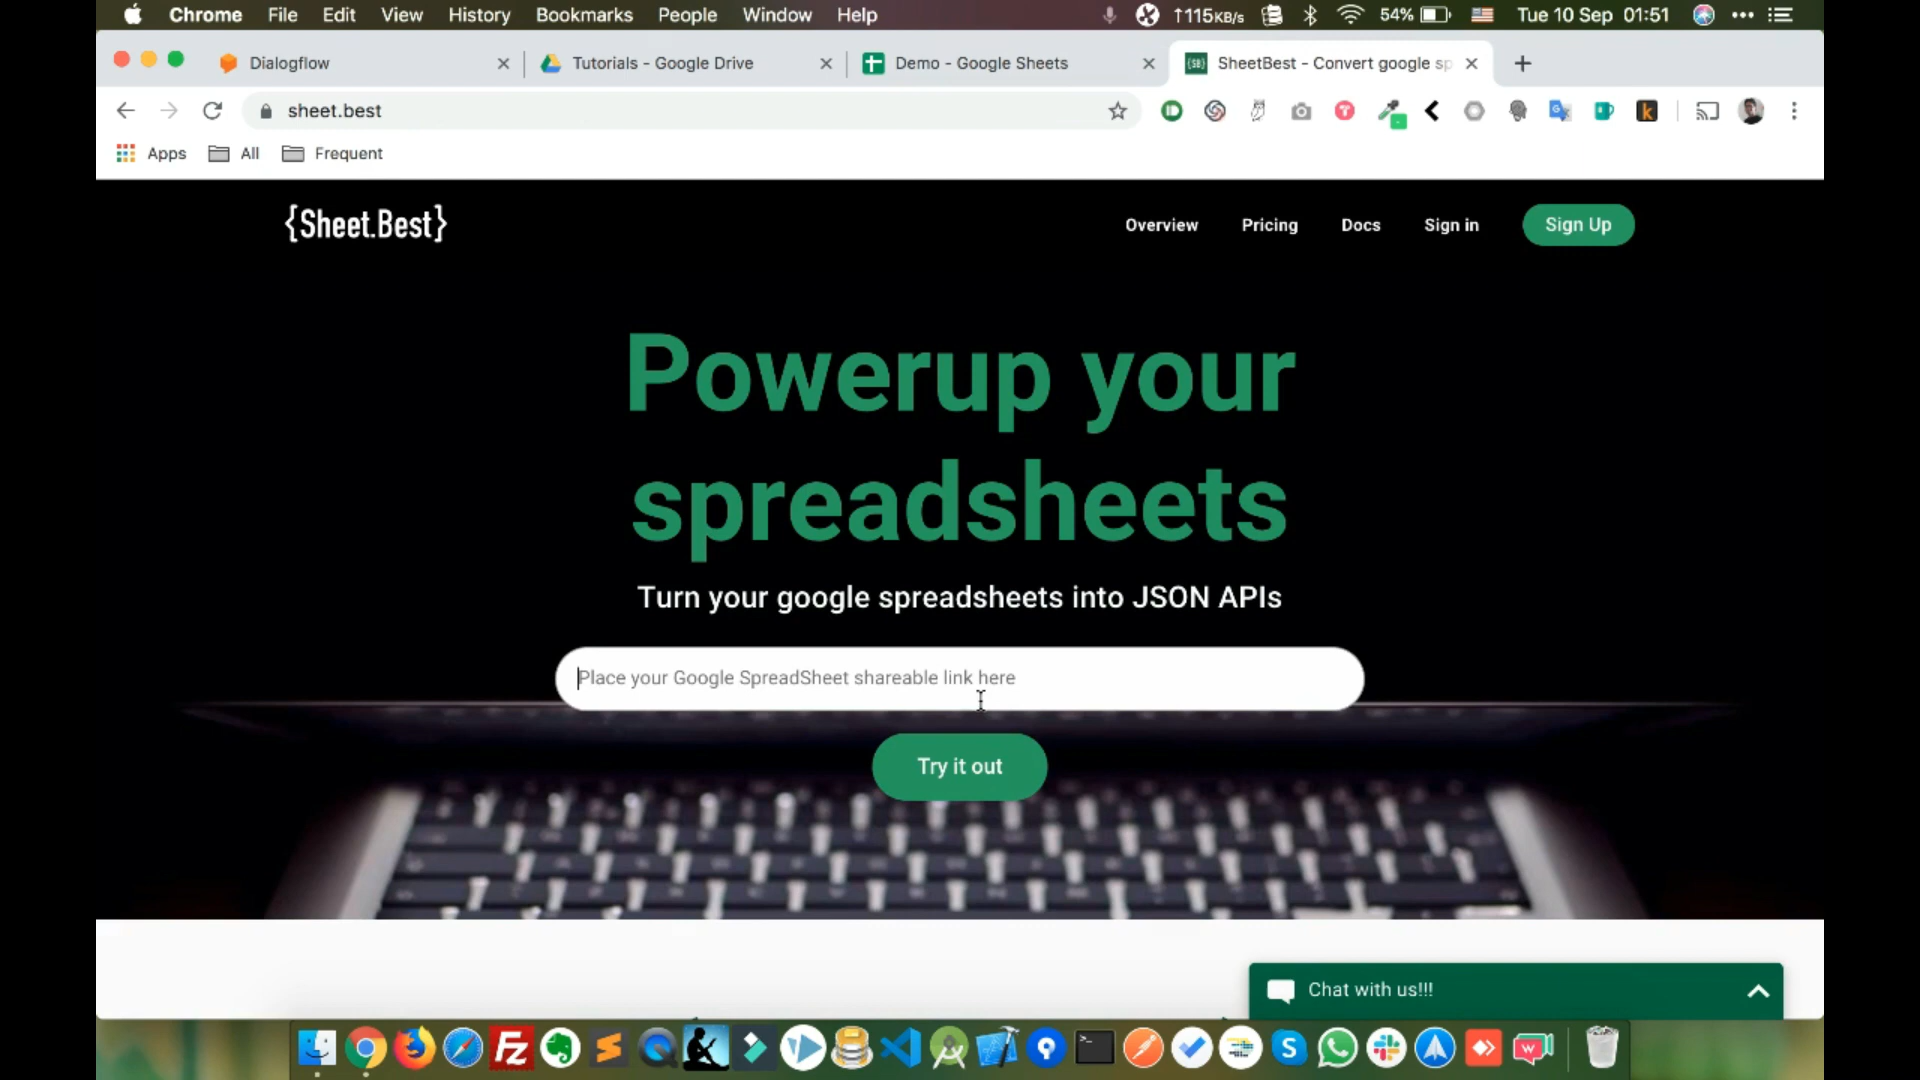 Chrome File Edit View History Bookmarks People Window Help ↑115KB/s 54% Tue 10 Sep 01:51
Dialogflow Tutorials - Google Drive Demo - Google Sheets SheetBest - Convert google sp
sheet.best
Apps All Frequent
{Sheet.Best} Overview Pricing Docs Sign in Sign Up
Powerup your
spreadsheets
Turn your google spreadsheets into JSON APIs
Place your Google SpreadSheet shareable link here
Try it out
Chat with us!!!